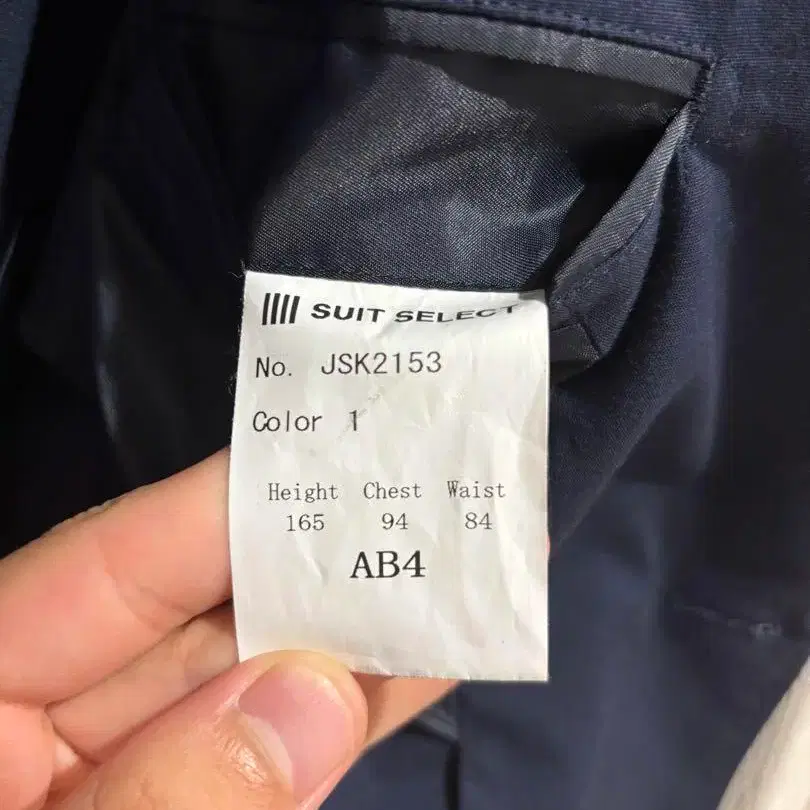 SUIT SELECT
No. JSK2153
Color 1
Height Chest Waist
165 94 84
AB4